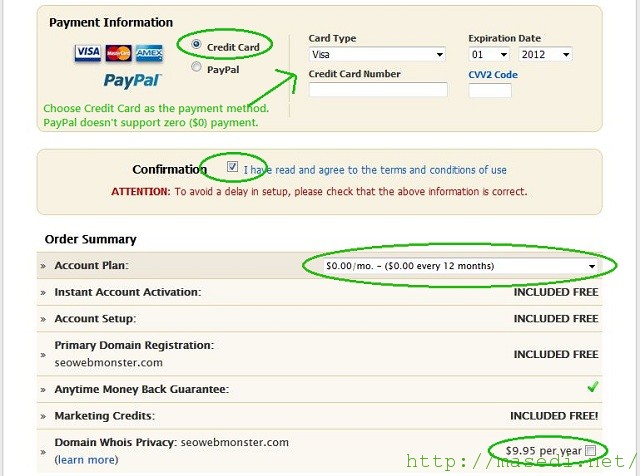 Payment Information
VISA MasterCard AMEX
PayPal
Credit Card
PayPal
Card Type
Visa
Expiration Date
01 2012
Credit Card Number
CVV2 Code
Choose Credit Card as the payment method.
PayPal doesn't support zero ($0) payment.
Confirmation I have read and agree to the terms and conditions of use
ATTENTION: To avoid a delay in setup, please check that the above information is correct.
Order Summary
» Account Plan: $0.00/mo. - ($0.00 every 12 months)
» Instant Account Activation: INCLUDED FREE
» Account Setup: INCLUDED FREE
» Primary Domain Registration: INCLUDED FREE
seowebmonster.com
» Anytime Money Back Guarantee:
» Marketing Credits: INCLUDED FREE!
» Domain Whois Privacy: seowebmonster.com $9.95 per year
(learn more)
http://masedi.net/